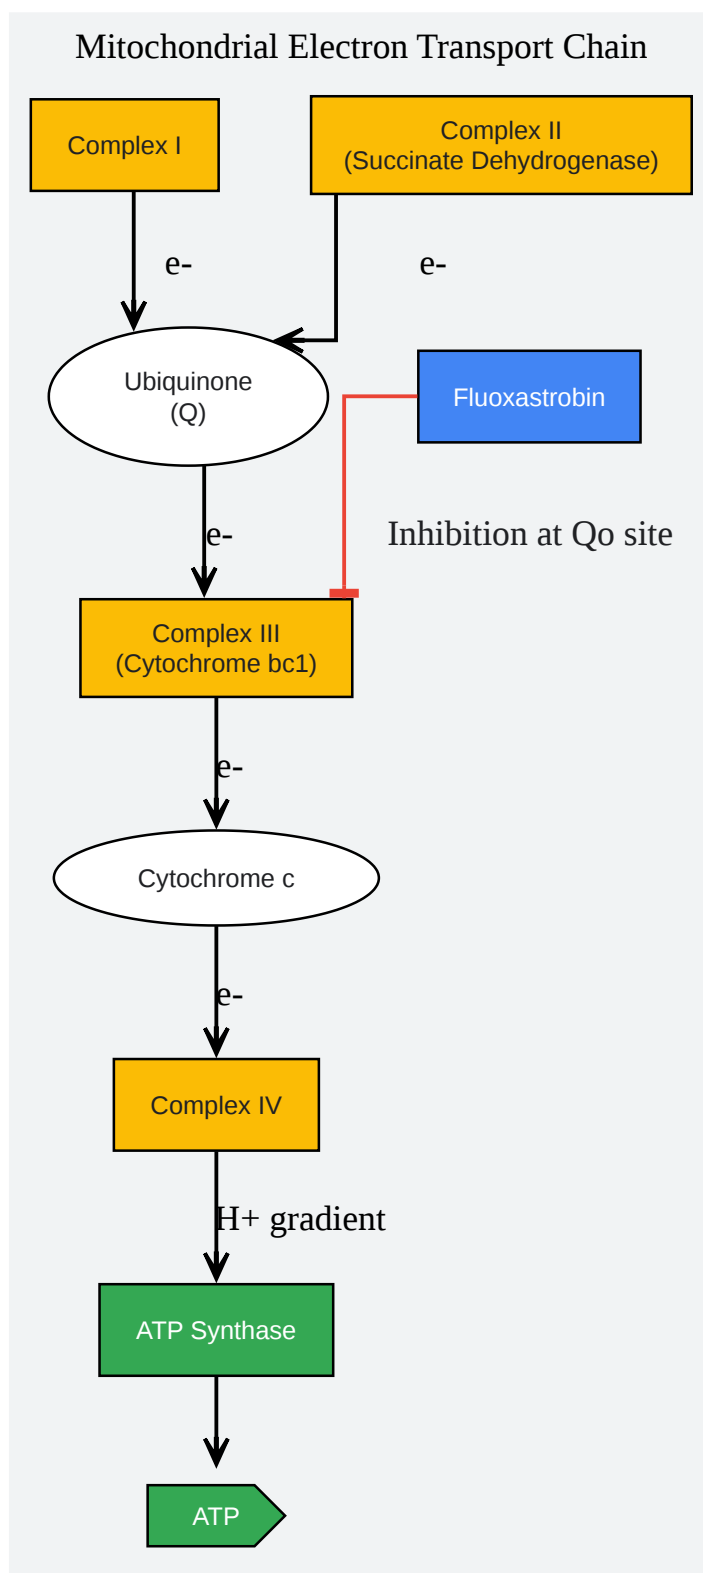 Mitochondrial Electron Transport Chain
Complex I
Complex II
(Succinate Dehydrogenase)
e-
e-
Ubiquinone
(Q)
Fluoxastrobin
e-
Inhibition at Qo site
Complex III
(Cytochrome bc1)
e-
Cytochrome c
e-
Complex IV
H+ gradient
ATP Synthase
ATP